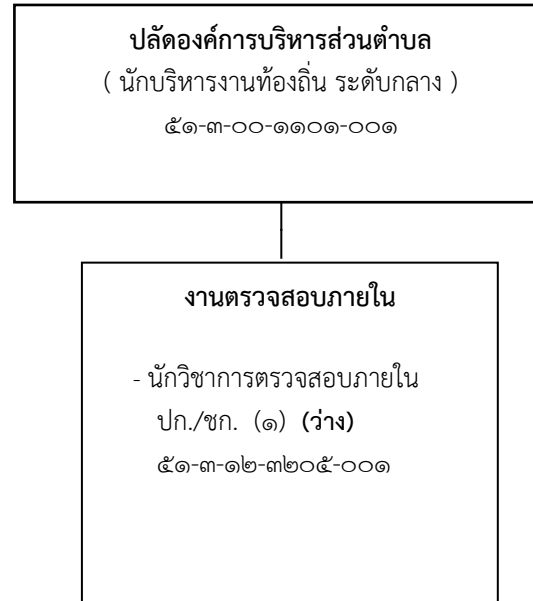 ปลัดองค์การบริหารส่วนตำบล
( นักบริหารงานท้องถิ่น ระดับกลาง )
๕๑-๓-๐๐-๑๑๐๑-๐๐๑
งานตรวจสอบภายใน
- นักวิชาการตรวจสอบภายใน
ปก./ชก. (๑) (ว่าง)
๕๑-๓-๑๒-๓๒๐๕-๐๐๑